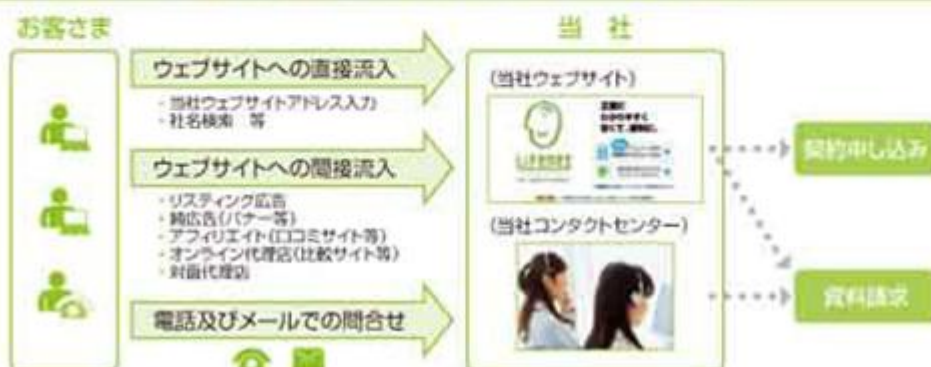 お客さま
当 社
ウェブサイトへの直接流入
・当社ウェブサイトアドレス入力
・社名検索 等
ウェブサイトへの間接流入
・リスティング広告
・純広告(バナー等)
・アフィリエイト(口コミサイト等)
・オンライン代理店(比較サイト等)
・対面代理店
電話及びメールでの問合せ
(当社ウェブサイト)
LIFENET
(当社コンタクトセンター)
契約申し込み
資料請求